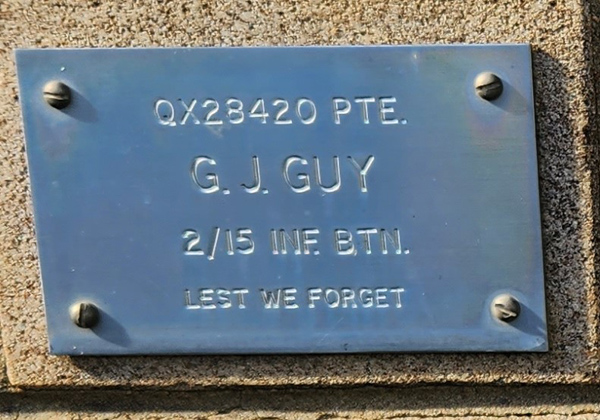 QX28420 PTE.
G. J. GUY
2/15 INF. BTN.
LEST WE FORGET